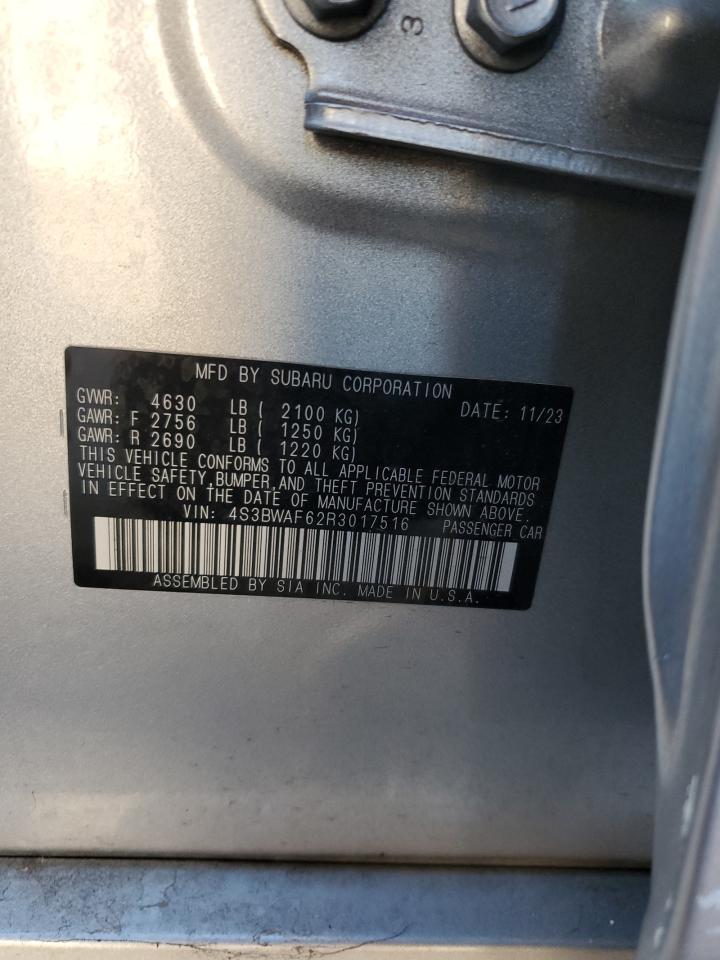 3
MFD BY SUBARU CORPORATION
GVWR: 4630 LB ( 2100 KG) DATE: 11/23
GAWR: F 2756 LB ( 1250 KG)
GAWR: R 2690 LB ( 1220 KG)
THIS VEHICLE CONFORMS TO ALL APPLICABLE FEDERAL MOTOR
VEHICLE SAFETY,BUMPER,AND THEFT PREVENTION STANDARDS
IN EFFECT ON THE DATE OF MANUFACTURE SHOWN ABOVE.
VIN: 4S3BWAF62R3017516 PASSENGER CAR
ASSEMBLED BY SIA INC. MADE IN U.S.A.